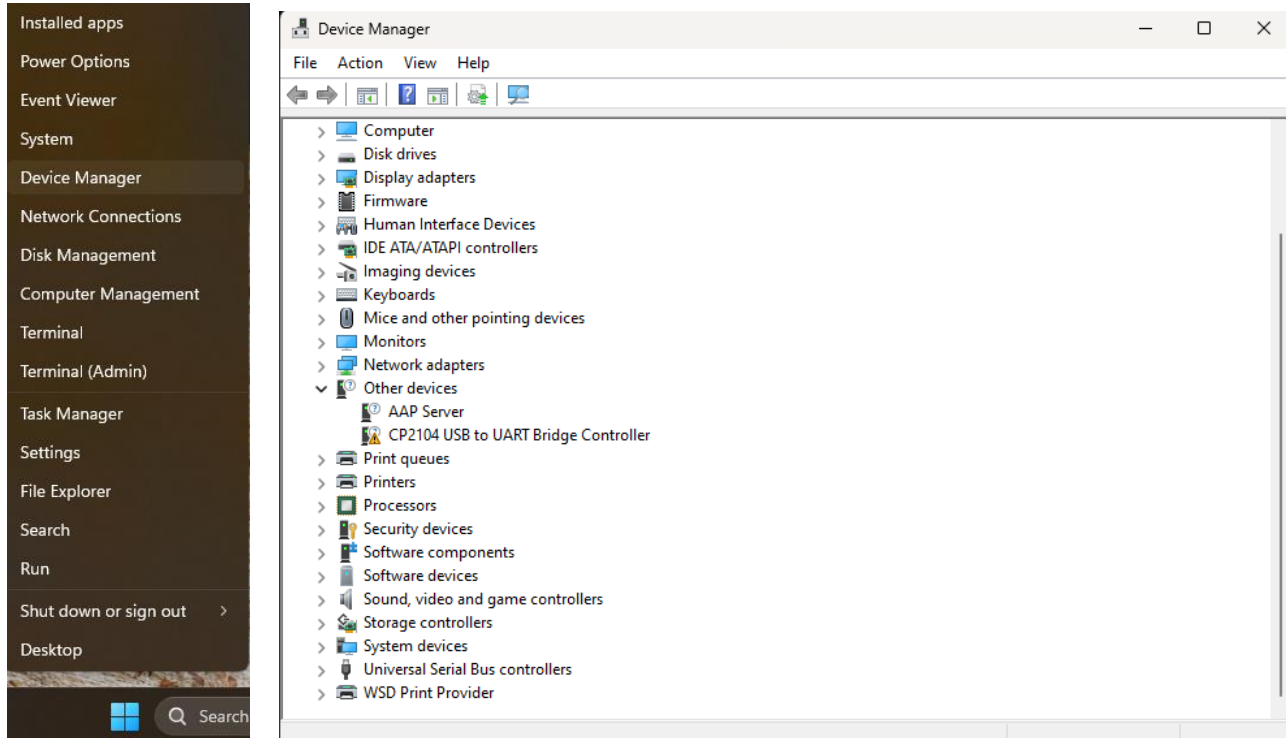 Installed apps
Power Options
Event Viewer
System
Device Manager
Network Connections
Disk Management
Computer Management
Terminal
Terminal (Admin)
Task Manager
Settings
File Explorer
Search
Run
Shut down or sign out
Desktop
Search
Device Manager
File Action View Help
Computer
Disk drives
Display adapters
Firmware
Human Interface Devices
IDE ATA/ATAPI controllers
Imaging devices
Keyboards
Mice and other pointing devices
Monitors
Network adapters
Other devices
AAP Server
CP2104 USB to UART Bridge Controller
Print queues
Printers
Processors
Security devices
Software components
Software devices
Sound, video and game controllers
Storage controllers
System devices
Universal Serial Bus controllers
WSD Print Provider